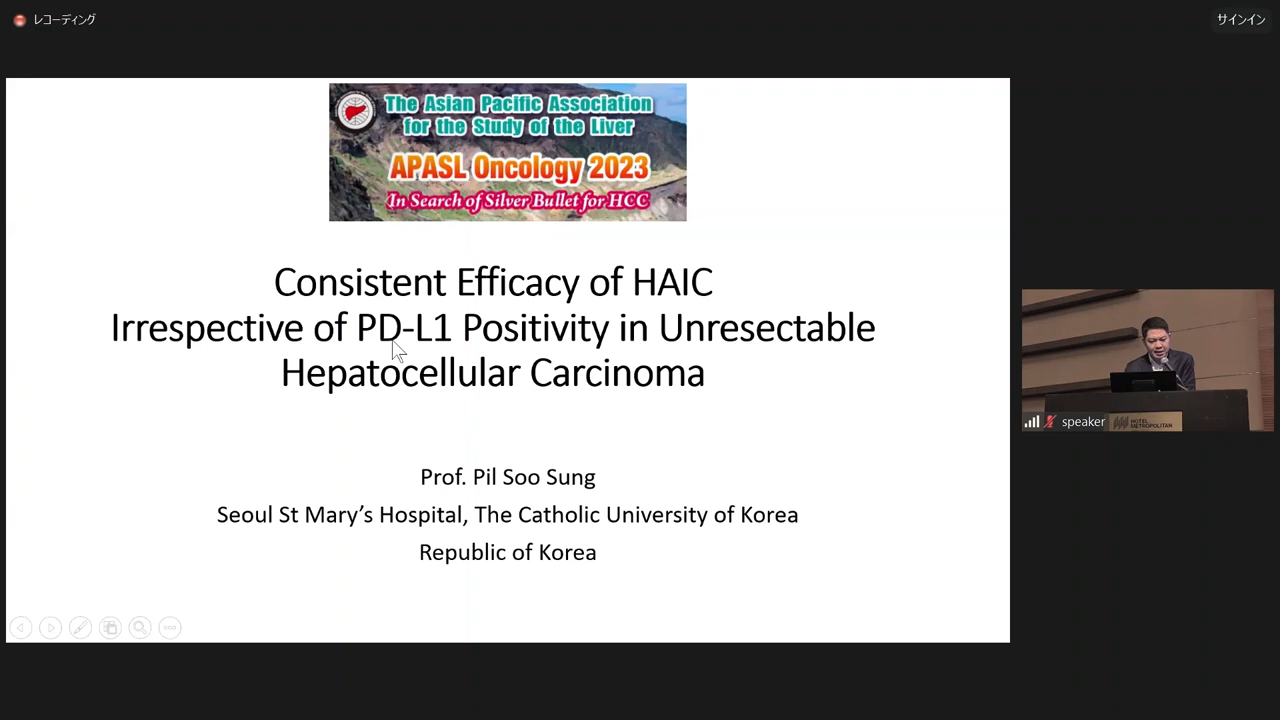 レコーディング
サインイン
The Asian Pacific Association
for the Study of the Liver
APASL Oncology 2023
In Search of Silver Bullet for HCC
Consistent Efficacy of HAIC
Irrespective of PD-L1 Positivity in Unresectable
Hepatocellular Carcinoma
Prof. Pil Soo Sung
Seoul St Mary's Hospital, The Catholic University of Korea
Republic of Korea
speaker
HOTEL
METROPOLITAN